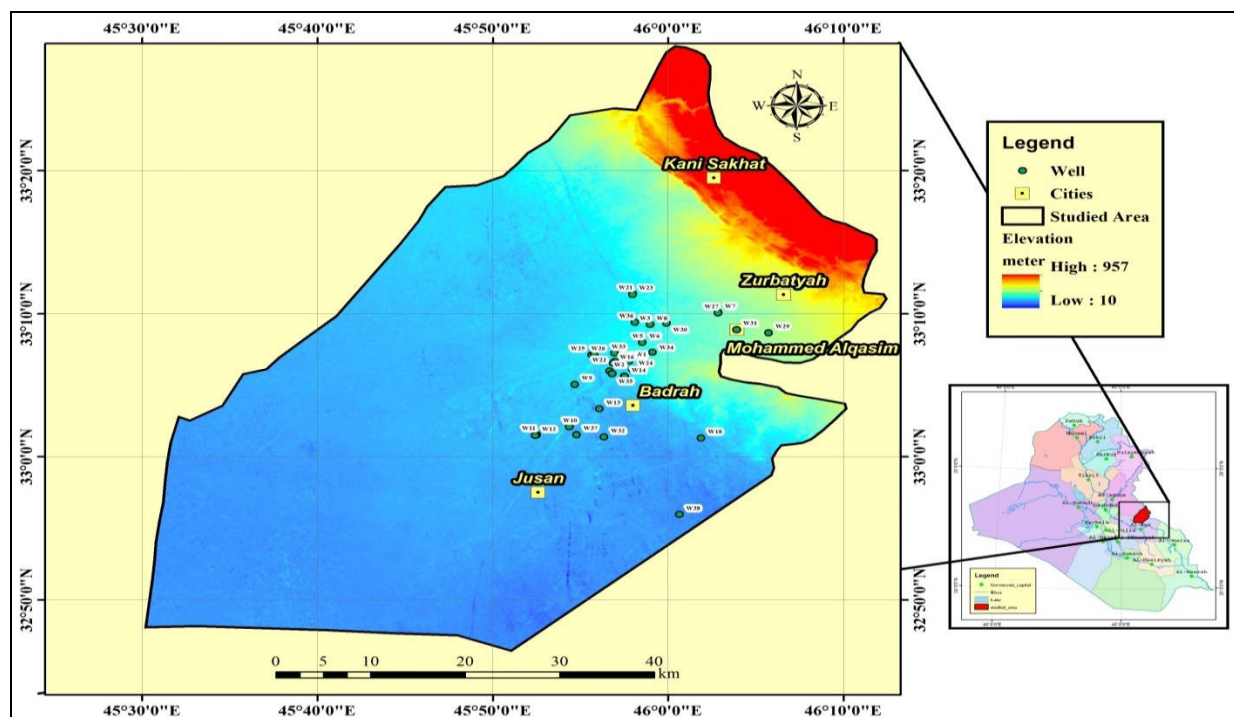 45°30'0"E 45°40'0"E 45°50'0"E 46°0'0"E 46°10'0"E
N
W E
S
33°20'0"N
33°10'0"N
33°0'0"N
32°50'0"N
Kani Sakhat
Zurbatyah
Mohammed Alqasim
Badrah
Jusan
W21 W23
W27 W7
W36 W3 W8
W30
W31 W29
W5 W6
W25 W26 W33
W34
W22 W16
W2 W24
W14
W9 W35
W13
W10
W11 W12 W37 W32 W18
W38
0 5 10 20 30 40
km
33°20'0"N
33°10'0"N
33°0'0"N
32°50'0"N
45°30'0"E 45°40'0"E 45°50'0"E 46°0'0"E 46°10'0"E
Legend
Well
Cities
Studied Area
Elevation
meter
High : 957
Low : 10
Legend
Governorate_capital
River
Lake
studied_area